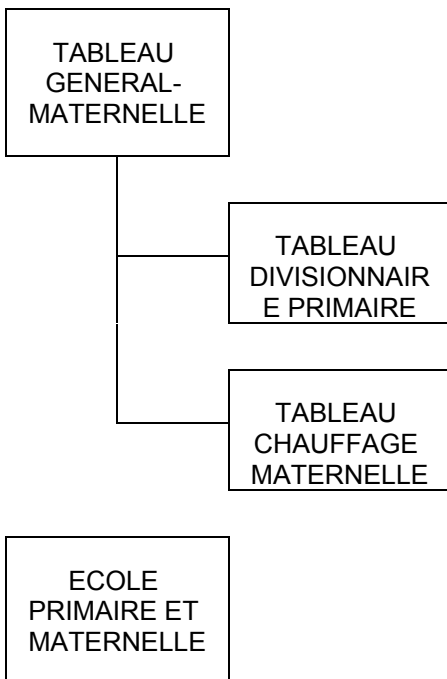 TABLEAU
GENERAL-
MATERNELLE
TABLEAU
DIVISIONNAIR
E PRIMAIRE
TABLEAU
CHAUFFAGE
MATERNELLE
ECOLE
PRIMAIRE ET
MATERNELLE